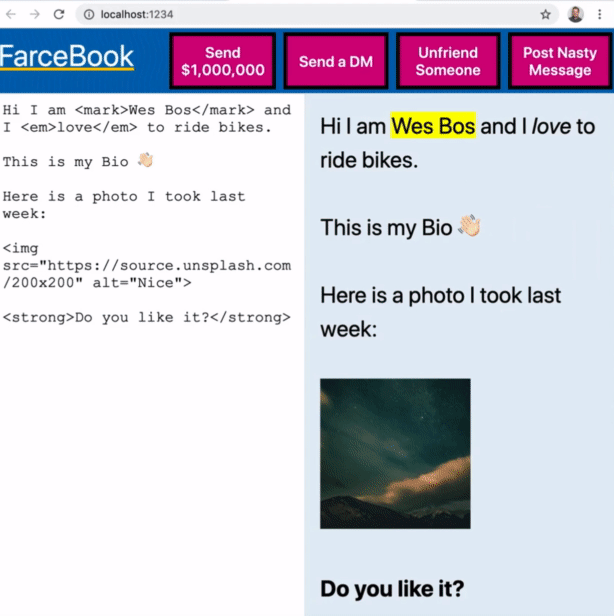 localhost:1234
FarceBook
Send
$1,000,000
Send a DM
Unfriend
Someone
Post Nasty
Message
Hi I am <mark>Wes Bos</mark> and
I <em>love</em> to ride bikes.
This is my Bio 👋🏻
Here is a photo I took last
week:
<img
src="https://source.unsplash.com
/200x200" alt="Nice">
<strong>Do you like it?</strong>
Hi I am Wes Bos and I love to
ride bikes.
This is my Bio 👋🏻
Here is a photo I took last
week:
Do you like it?